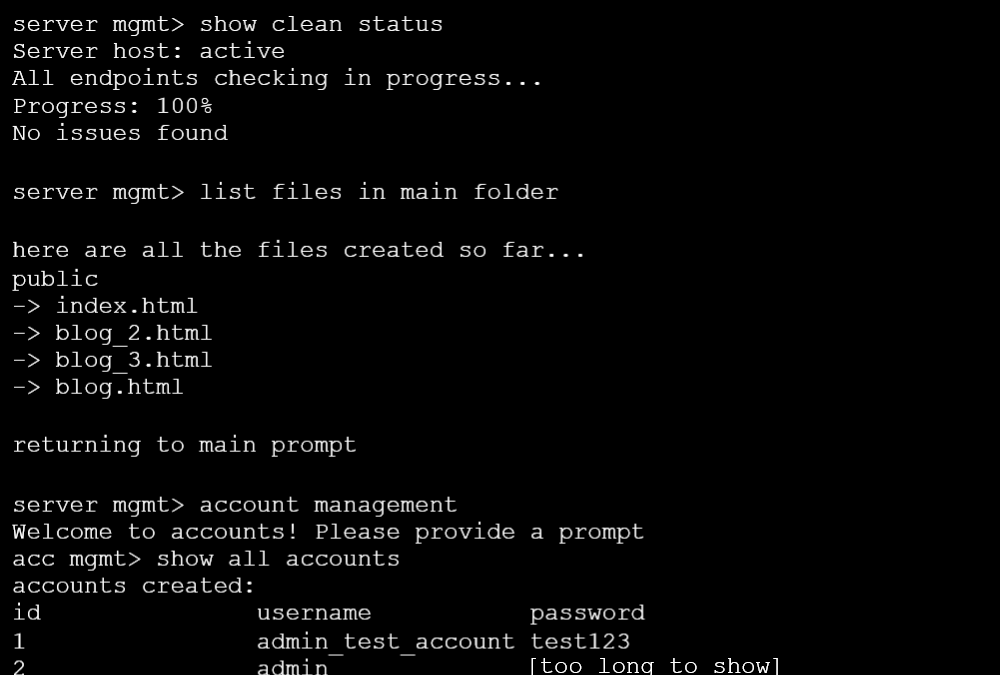 server mgmt> show clean status
Server host: active
All endpoints checking in progress...
Progress: 100%
No issues found
server mgmt> list files in main folder
here are all the files created so far...
public
-> index.html
-> blog_2.html
-> blog_3.html
-> blog.html
returning to main prompt
server mgmt> account management
Welcome to accounts! Please provide a prompt
acc mgmt> show all accounts
accounts created:
id username password
1 admin_test_account test123
2 admin [too long to show]